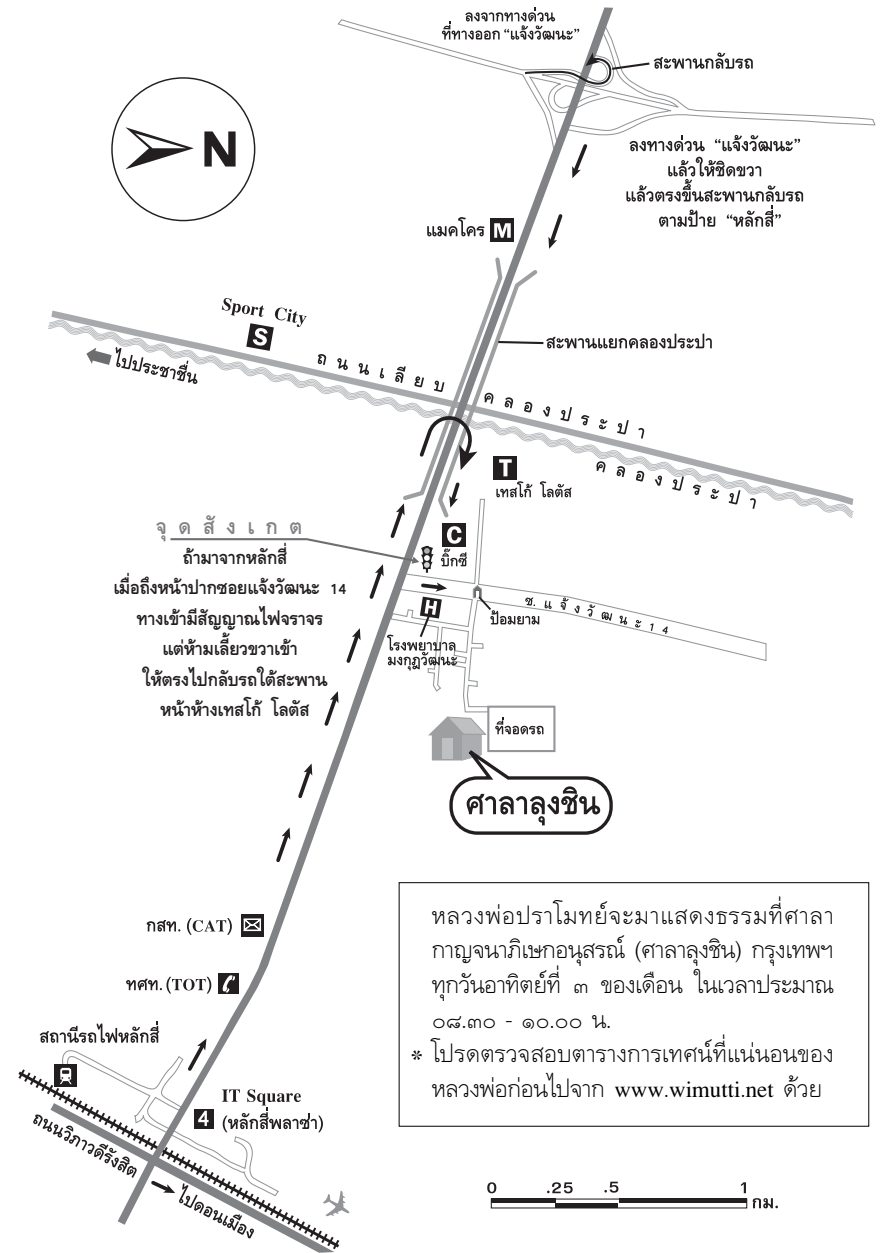 ลงจากทางด่วน
ที่ทางออก “แจ้งวัฒนะ”
สะพานกลับรถ
N
ลงทางด่วน “แจ้งวัฒนะ”
แล้วให้ชิดขวา
แล้วตรงขึ้นสะพานกลับรถ
ตามป้าย “หลักสี่”
แมคโคร M
Sport City
S
สะพานแยกคลองประปา
ไปประชาชื่น
ถนนเลียบ คลองประปา
คลองประปา
T
เทสโก้ โลตัส
จุดสังเกต
ถ้ามาจากหลักสี่
เมื่อถึงหน้าปากซอยแจ้งวัฒนะ 14
ทางเข้ามีสัญญาณไฟจราจร
แต่ห้ามเลี้ยวขวาเข้า
ให้ตรงไปกลับรถใต้สะพาน
หน้าห้างเทสโก้ โลตัส
C
บิ๊กซี
H
ป้อมยาม
ซ. แจ้งวัฒนะ 14
โรงพยาบาล
มงกุฎวัฒนะ
ที่จอดรถ
ศาลาลุงชิน
กสท. (CAT)
ทศท. (TOT)
สถานีรถไฟหลักสี่
IT Square
4 (หลักสี่พลาซ่า)
ถนนวิภาวดีรังสิต
ไปดอนเมือง
หลวงพ่อปราโมทย์จะมาแสดงธรรมที่ศาลา
กาญจนาภิเษกอนุสรณ์ (ศาลาลุงชิน) กรุงเทพฯ
ทุกวันอาทิตย์ที่ ๓ ของเดือน ในเวลาประมาณ
๐๘.๓๐ - ๑๐.๐๐ น.
* โปรดตรวจสอบตารางการเทศน์ที่แน่นอนของ
หลวงพ่อก่อนไปจาก www.wimutti.net ด้วย
0 .25 .5 1
กม.